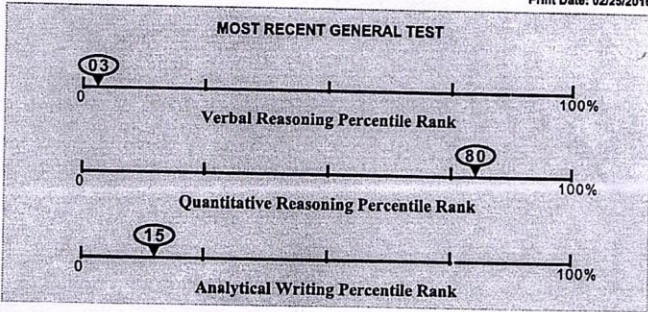 Print Date: 02/25/2016
MOST RECENT GENERAL TEST
03
0
100%
Verbal Reasoning Percentile Rank
80
0
100%
Quantitative Reasoning Percentile Rank
15
0
100%
Analytical Writing Percentile Rank